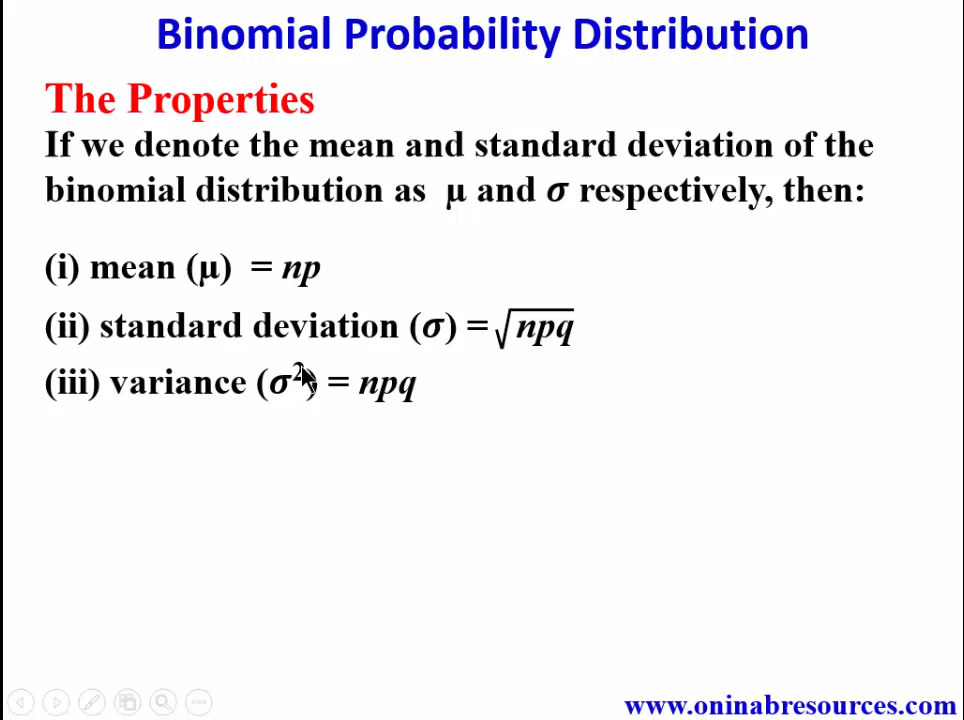 Binomial Probability Distribution
The Properties
If we denote the mean and standard deviation of the
binomial distribution as μ and σ respectively, then:
(i) mean (μ) = np
(ii) standard deviation (σ) = √npq
(iii) variance (σ²) = npq
www.oninabresources.com